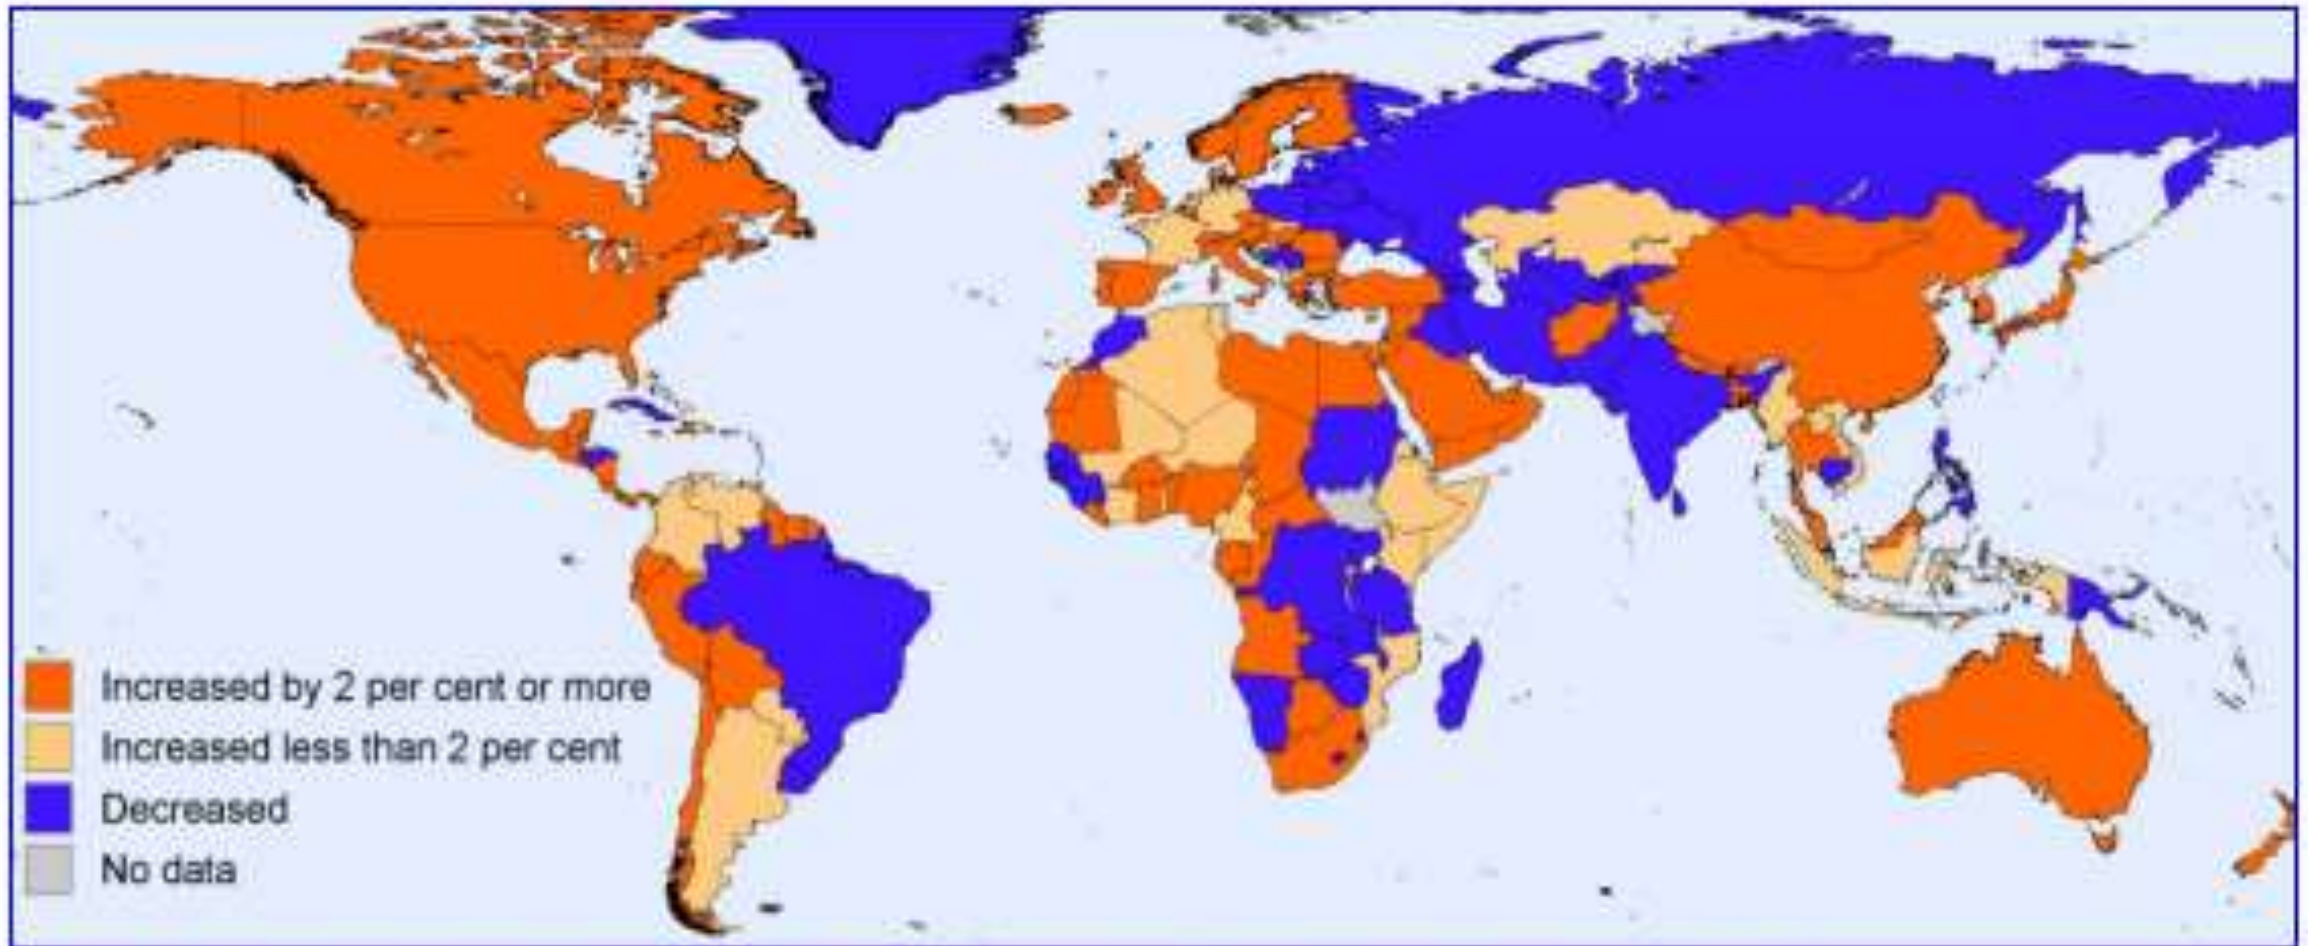 Increased by 2 per cent or more
Increased less than 2 per cent
Decreased
No data